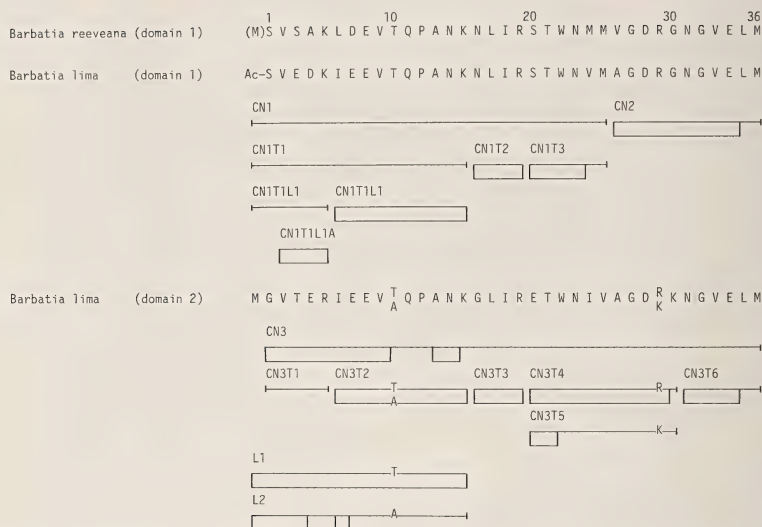 1 10 20 30 36
Barbatia reeveana (domain 1) (M)S V S A K L D E V T Q P A N K N L I R S T W N M M V G D R G N G V E L M
Barbatia lima (domain 1) Ac-S V E D K I E E V T Q P A N K N L I R S T W N V M A G D R G N G V E L M
CN1 CN2
CN1T1 CN1T2 CN1T3
CN1T1L1 CN1T1L1
CN1T1L1A
Barbatia lima (domain 2) M G V T E R I E E V T/A Q P A N K G L I R E T W N I V A G D R/K K N G V E L M
CN3
CN3T1 CN3T2 CN3T3 CN3T4 CN3T6
T R
A
CN3T5
K
L1
T
L2
A